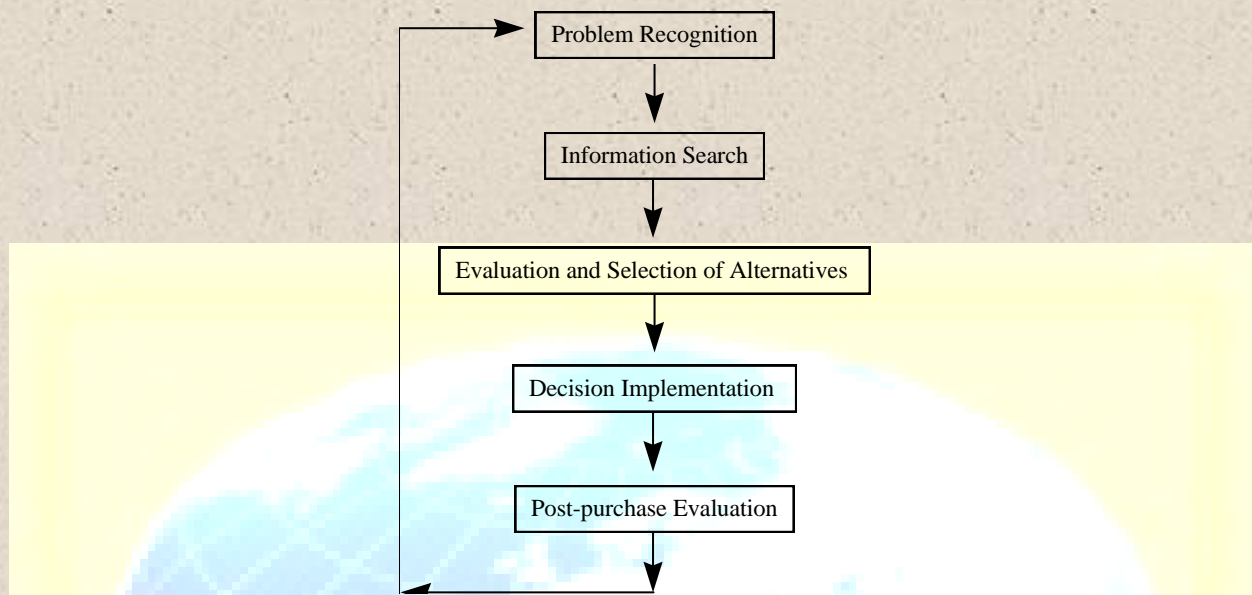 Problem Recognition
Information Search
Evaluation and Selection of Alternatives
Decision Implementation
Post-purchase Evaluation